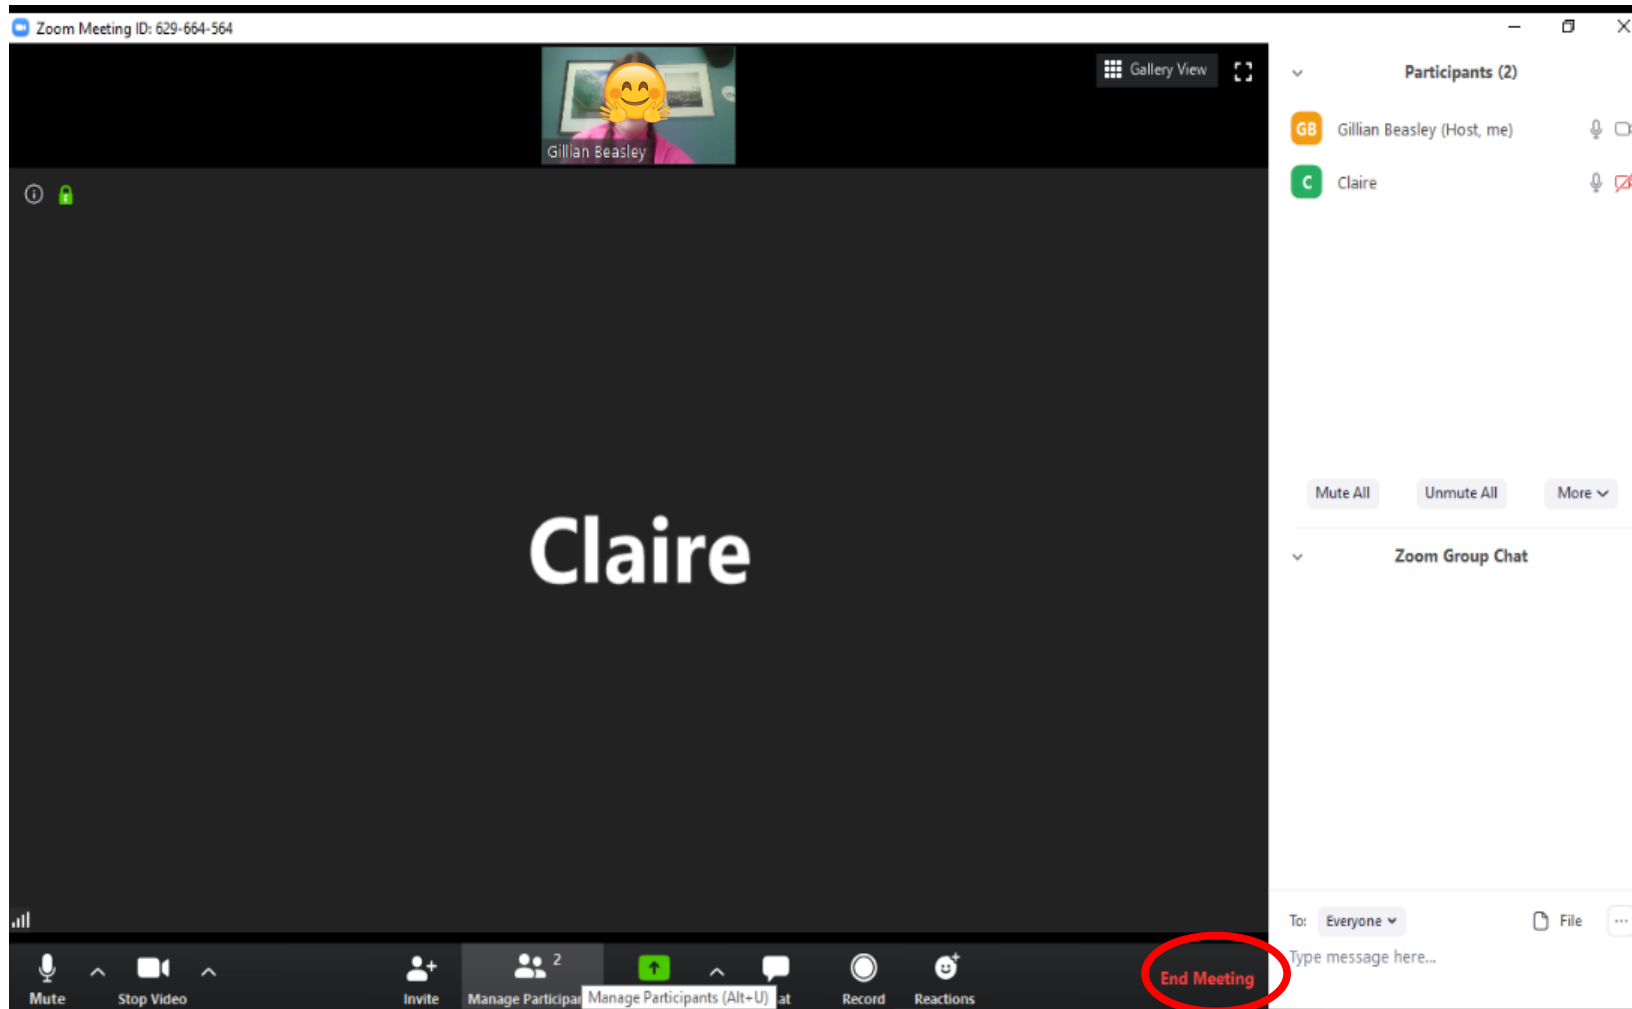 Zoom Meeting ID: 629-664-564
Gillian Beasley
Gallery View
Participants (2)
GB Gillian Beasley (Host, me)
C Claire
Claire
Mute All Unmute All More
Zoom Group Chat
To: Everyone File ...
Type message here...
Mute
Stop Video
Invite
2
Manage Participa
Manage Participants (Alt+U)
at
Record
Reactions
End Meeting